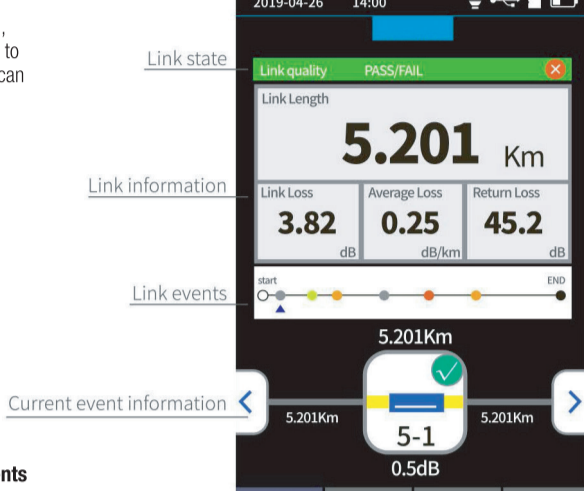 2019-04-26 14:00
,
to
can
Link state
Link quality PASS/FAIL
Link Length
5.201 Km
Link information
Link Loss Average Loss Return Loss
3.82 0.25 45.2
dB dB/km dB
start END
Link events
5.201Km
Current event information
5.201Km 5.201Km
5-1
nts
0.5dB